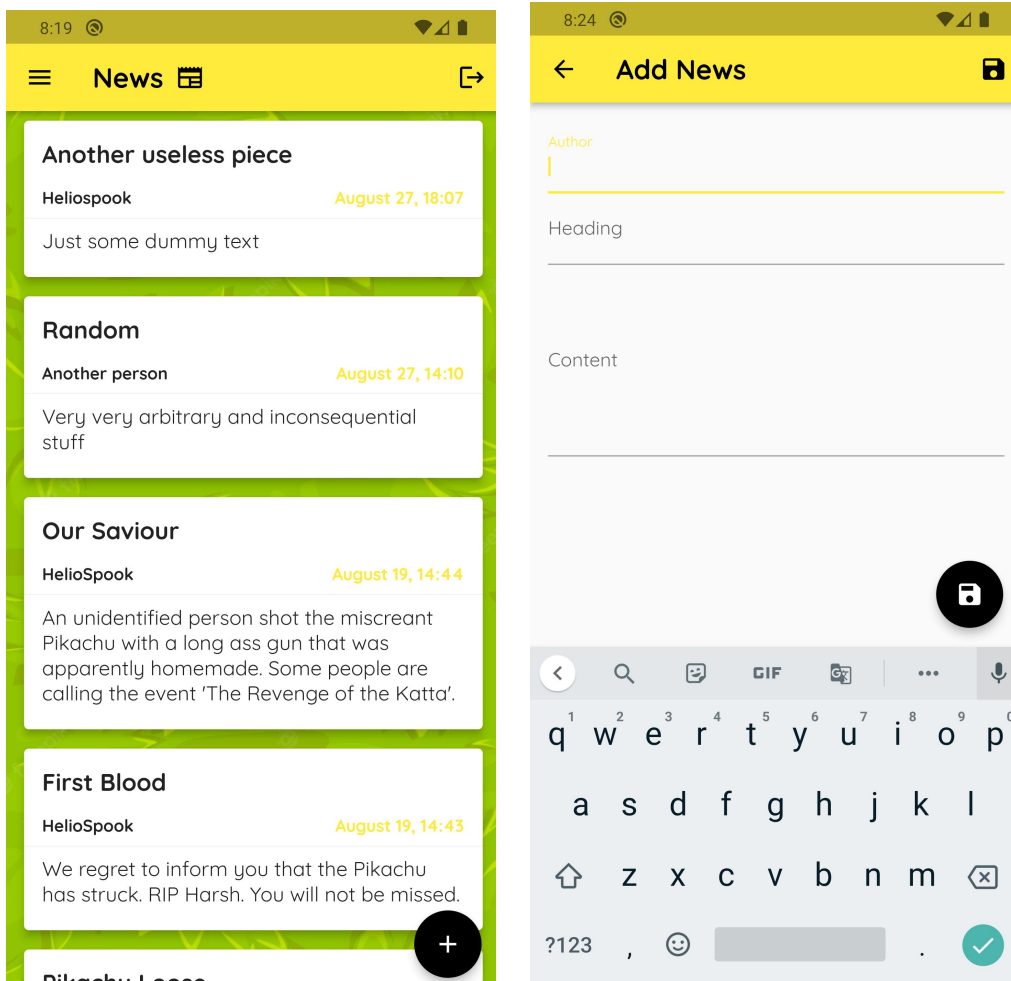 8:19
News
Another useless piece
Heliospook August 27, 18:07
Just some dummy text
Random
Another person August 27, 14:10
Very very arbitrary and inconsequential
stuff
Our Saviour
HelioSpook August 19, 14:44
An unidentified person shot the miscreant
Pikachu with a long ass gun that was
apparently homemade. Some people are
calling the event 'The Revenge of the Katta'.
First Blood
HelioSpook August 19, 14:43
We regret to inform you that the Pikachu
has struck. RIP Harsh. You will not be missed.
Pikachu Loose
8:24
Add News
Author
Heading
Content
GIF
1 2 3 4 5 6 7 8 9 0
q w e r t y u i o p
a s d f g h j k l
z x c v b n m
?123 , .